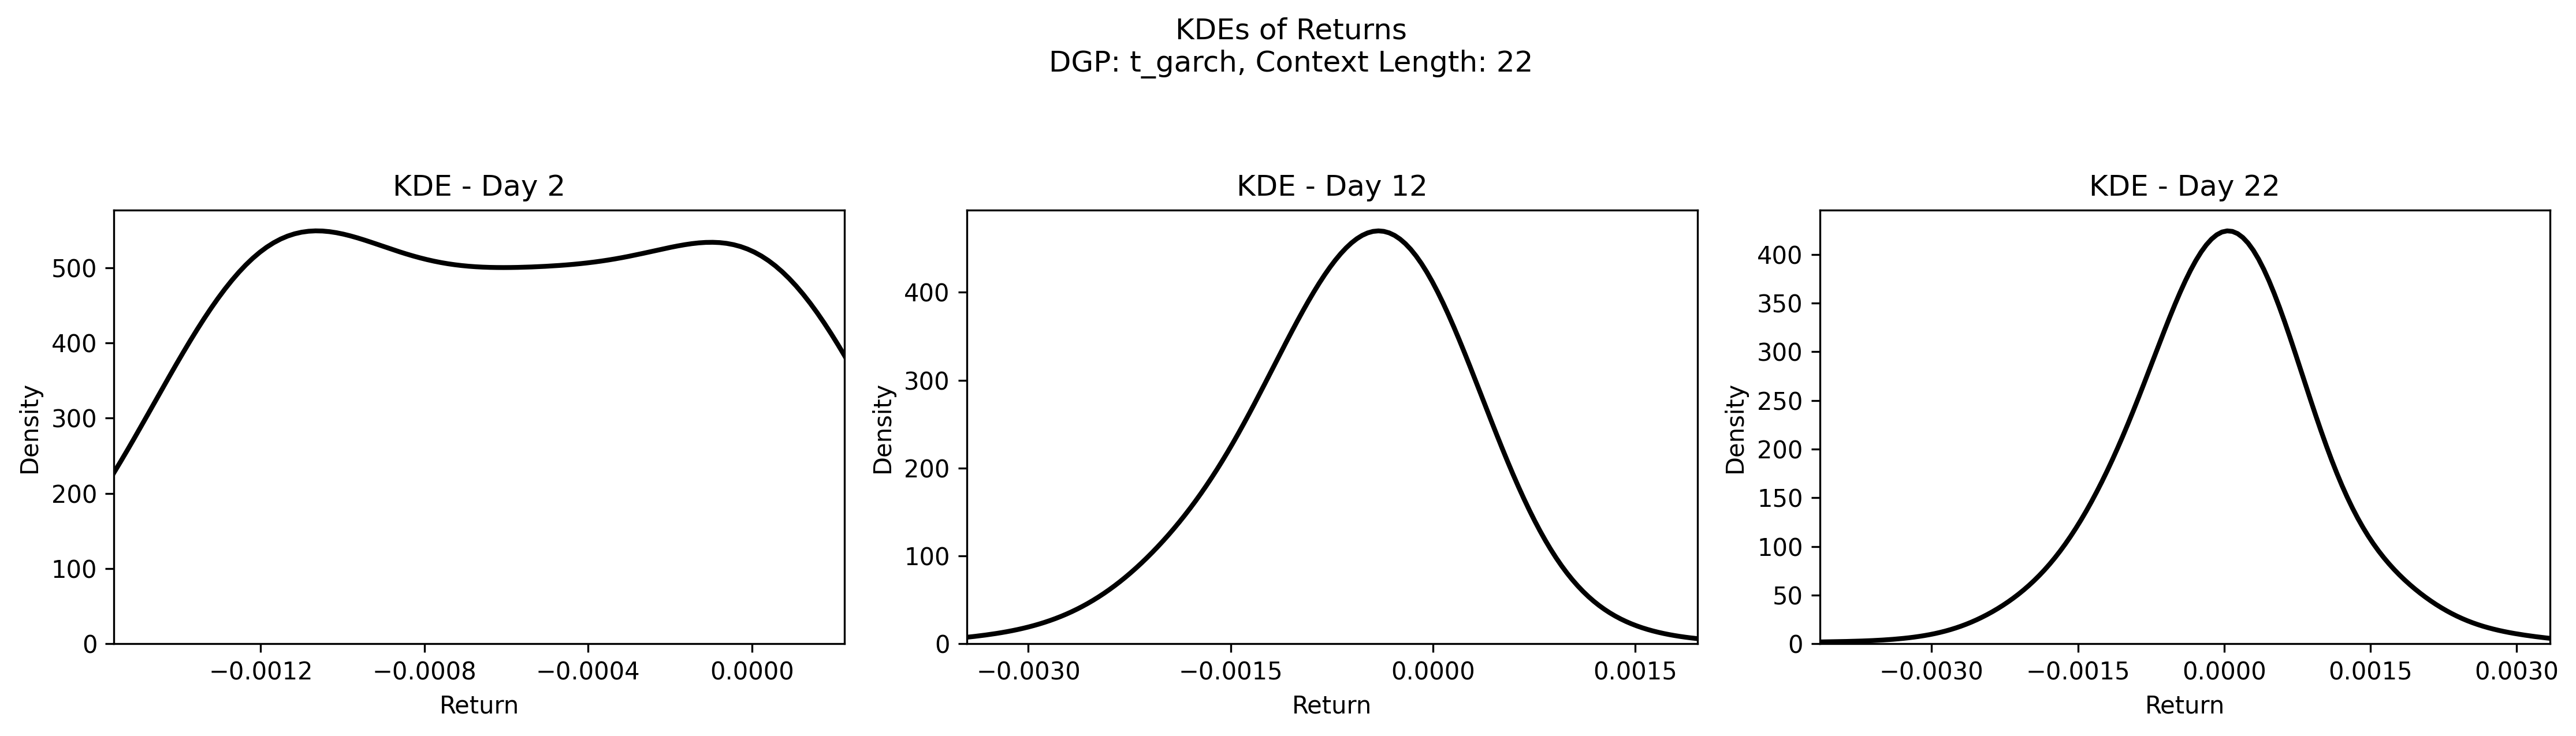 KDEs of Returns
DGP: t_garch, Context Length: 22
KDE - Day 2
Density
500
400
300
200
100
0
−0.0012 −0.0008 −0.0004 0.0000
Return
KDE - Day 12
Density
400
300
200
100
0
−0.0030 −0.0015 0.0000 0.0015
Return
KDE - Day 22
Density
400
350
300
250
200
150
100
50
0
−0.0030 −0.0015 0.0000 0.0015 0.0030
Return